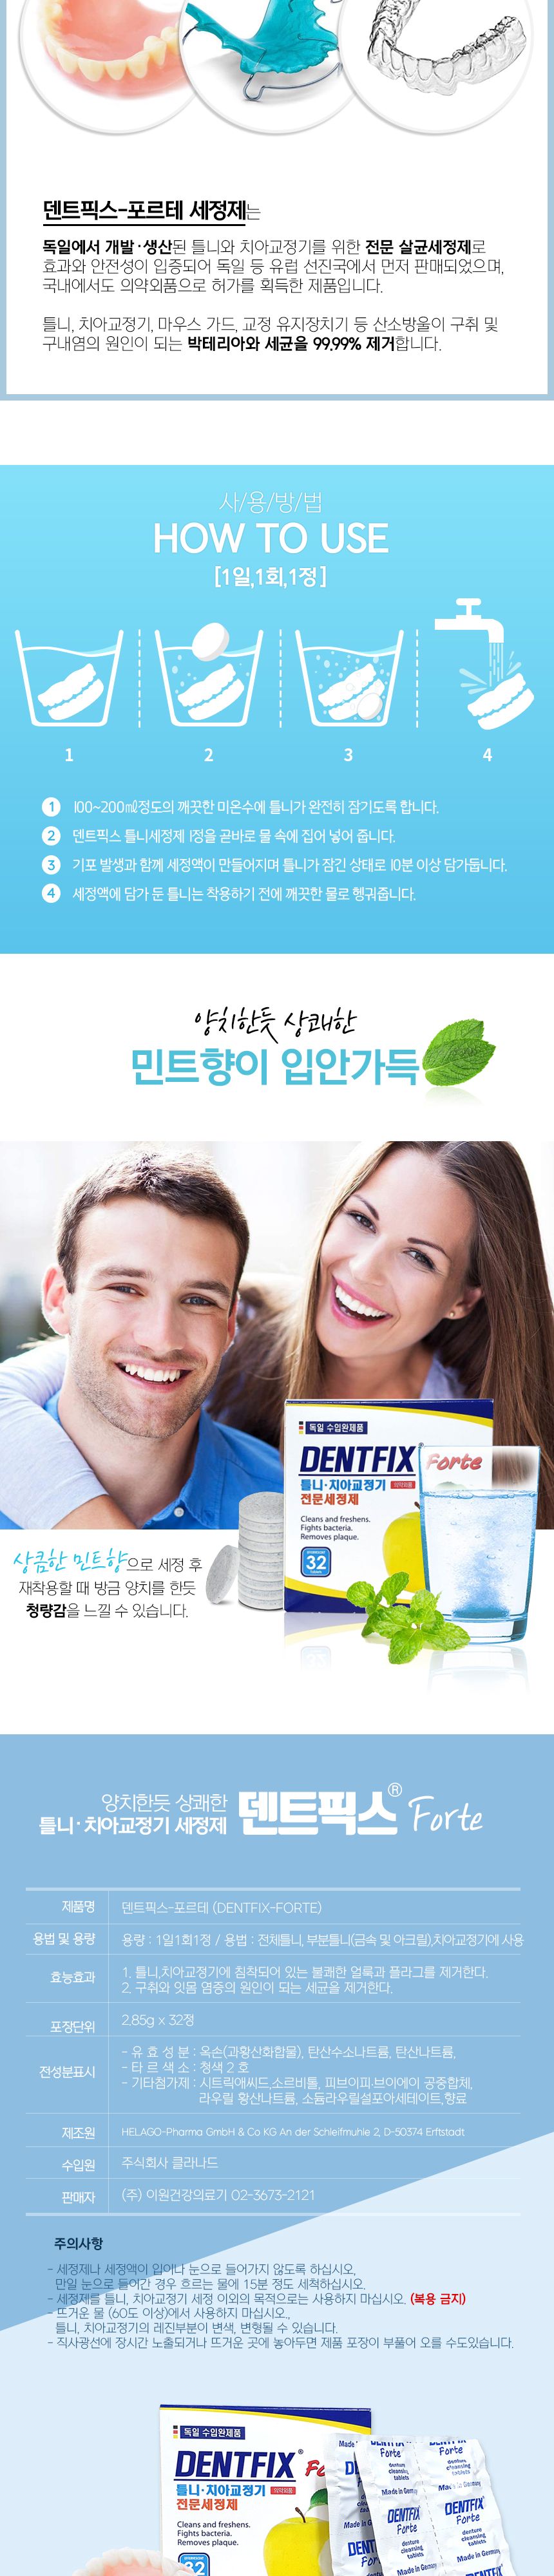 덴트픽스-포르테 세정제는
독일에서 개발·생산된 틀니와 치아교정기를 위한 전문 살균세정제로
효과와 안전성이 입증되어 독일 등 유럽 선진국에서 먼저 판매되었으며,
국내에서도 의약외품으로 허가를 획득한 제품입니다.
틀니, 치아교정기, 마우스 가드, 교정 유지장치기 등 산소방울이 구취 및
구내염의 원인이 되는 박테리아와 세균을 99.99% 제거합니다.
사/용/방/법
HOW TO USE
[1일,1회,1정]
1 2 3 4
1 100~200㎖정도의 깨끗한 미온수에 틀니가 완전히 잠기도록 합니다.
2 덴트픽스 틀니세정제 1정을 곧바로 물 속에 집어 넣어 줍니다.
3 기포 발생과 함께 세정액이 만들어지며 틀니가 잠긴 상태로 10분 이상 담가둡니다.
4 세정액에 담가 둔 틀니는 착용하기 전에 깨끗한 물로 헹궈줍니다.
양치한듯 상쾌한
민트향이 입안가득
독일 수입완제품
DENTFIX® Forte
틀니·치아교정기 의약외품
전문세정제
Cleans and freshens.
Fights bacteria.
Removes plaque.
32
상큼한 민트향으로 세정 후
재착용할 때 방금 양치를 한듯
청량감을 느낄 수 있습니다.
양치한듯 상쾌한
틀니·치아교정기 세정제 덴트픽스® Forte
제품명 덴트픽스-포르테 (DENTFIX-FORTE)
용법 및 용량 용량 : 1일1회1정 / 용법 : 전체틀니, 부분틀니(금속 및 아크릴),치아교정기에 사용
효능효과 1. 틀니,치아교정기에 침착되어 있는 불쾌한 얼룩과 플라그를 제거한다.
2. 구취와 잇몸 염증의 원인이 되는 세균을 제거한다.
포장단위 2.85g x 32정
전성분표시 - 유 효 성 분 : 옥손(과황산화합물), 탄산수소나트륨, 탄산나트륨,
- 타 르 색 소 : 청색 2 호
- 기타첨가제 : 시트릭애씨드,소르비톨, 피브이피·브이에이 공중합체,
라우릴 황산나트륨, 소듐라우릴설포아세테이트,향료
제조원 HELAGO-Pharma GmbH & Co KG An der Schleifmuhle 2, D-50374 Erftstadt
수입원 주식회사 클라나드
판매자 (주) 이원건강의료기 02-3673-2121
주의사항
- 세정제나 세정액이 입이나 눈으로 들어가지 않도록 하십시오,
만일 눈으로 들어간 경우 흐르는 물에 15분 정도 세척하십시오.
- 세정제를 틀니, 치아교정기 세정 이외의 목적으로는 사용하지 마십시오. (복용 금지)
- 뜨거운 물 (60도 이상)에서 사용하지 마십시오.,
틀니, 치아교정기의 레진부분이 변색, 변형될 수 있습니다.
- 직사광선에 장시간 노출되거나 뜨거운 곳에 놓아두면 제품 포장이 부풀어 오를 수도있습니다.
독일 수입완제품
DENTFIX® Fo
틀니·치아교정기 의약외품
전문세정제
Cleans and freshens.
Fights bacteria.
Removes plaque.
32
Forte
denture
cleansing
tablets
Made in Germany
DENTFIX
Forte
denture
cleansing
tablets
Made in Germany
Forte
denture
cleansing
tablets
Made in Germany
DENTFIX
Forte
denture
cleansing
tablets
Made in Germany